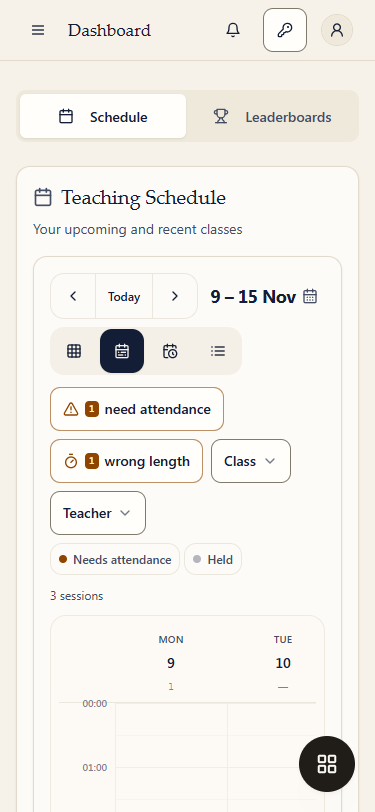 Dashboard
Schedule
Leaderboards
Teaching Schedule
Your upcoming and recent classes
Today
9 – 15 Nov
1 need attendance
1 wrong length
Class
Teacher
Needs attendance
Held
3 sessions
MON
TUE
9
10
1
—
00:00
01:00